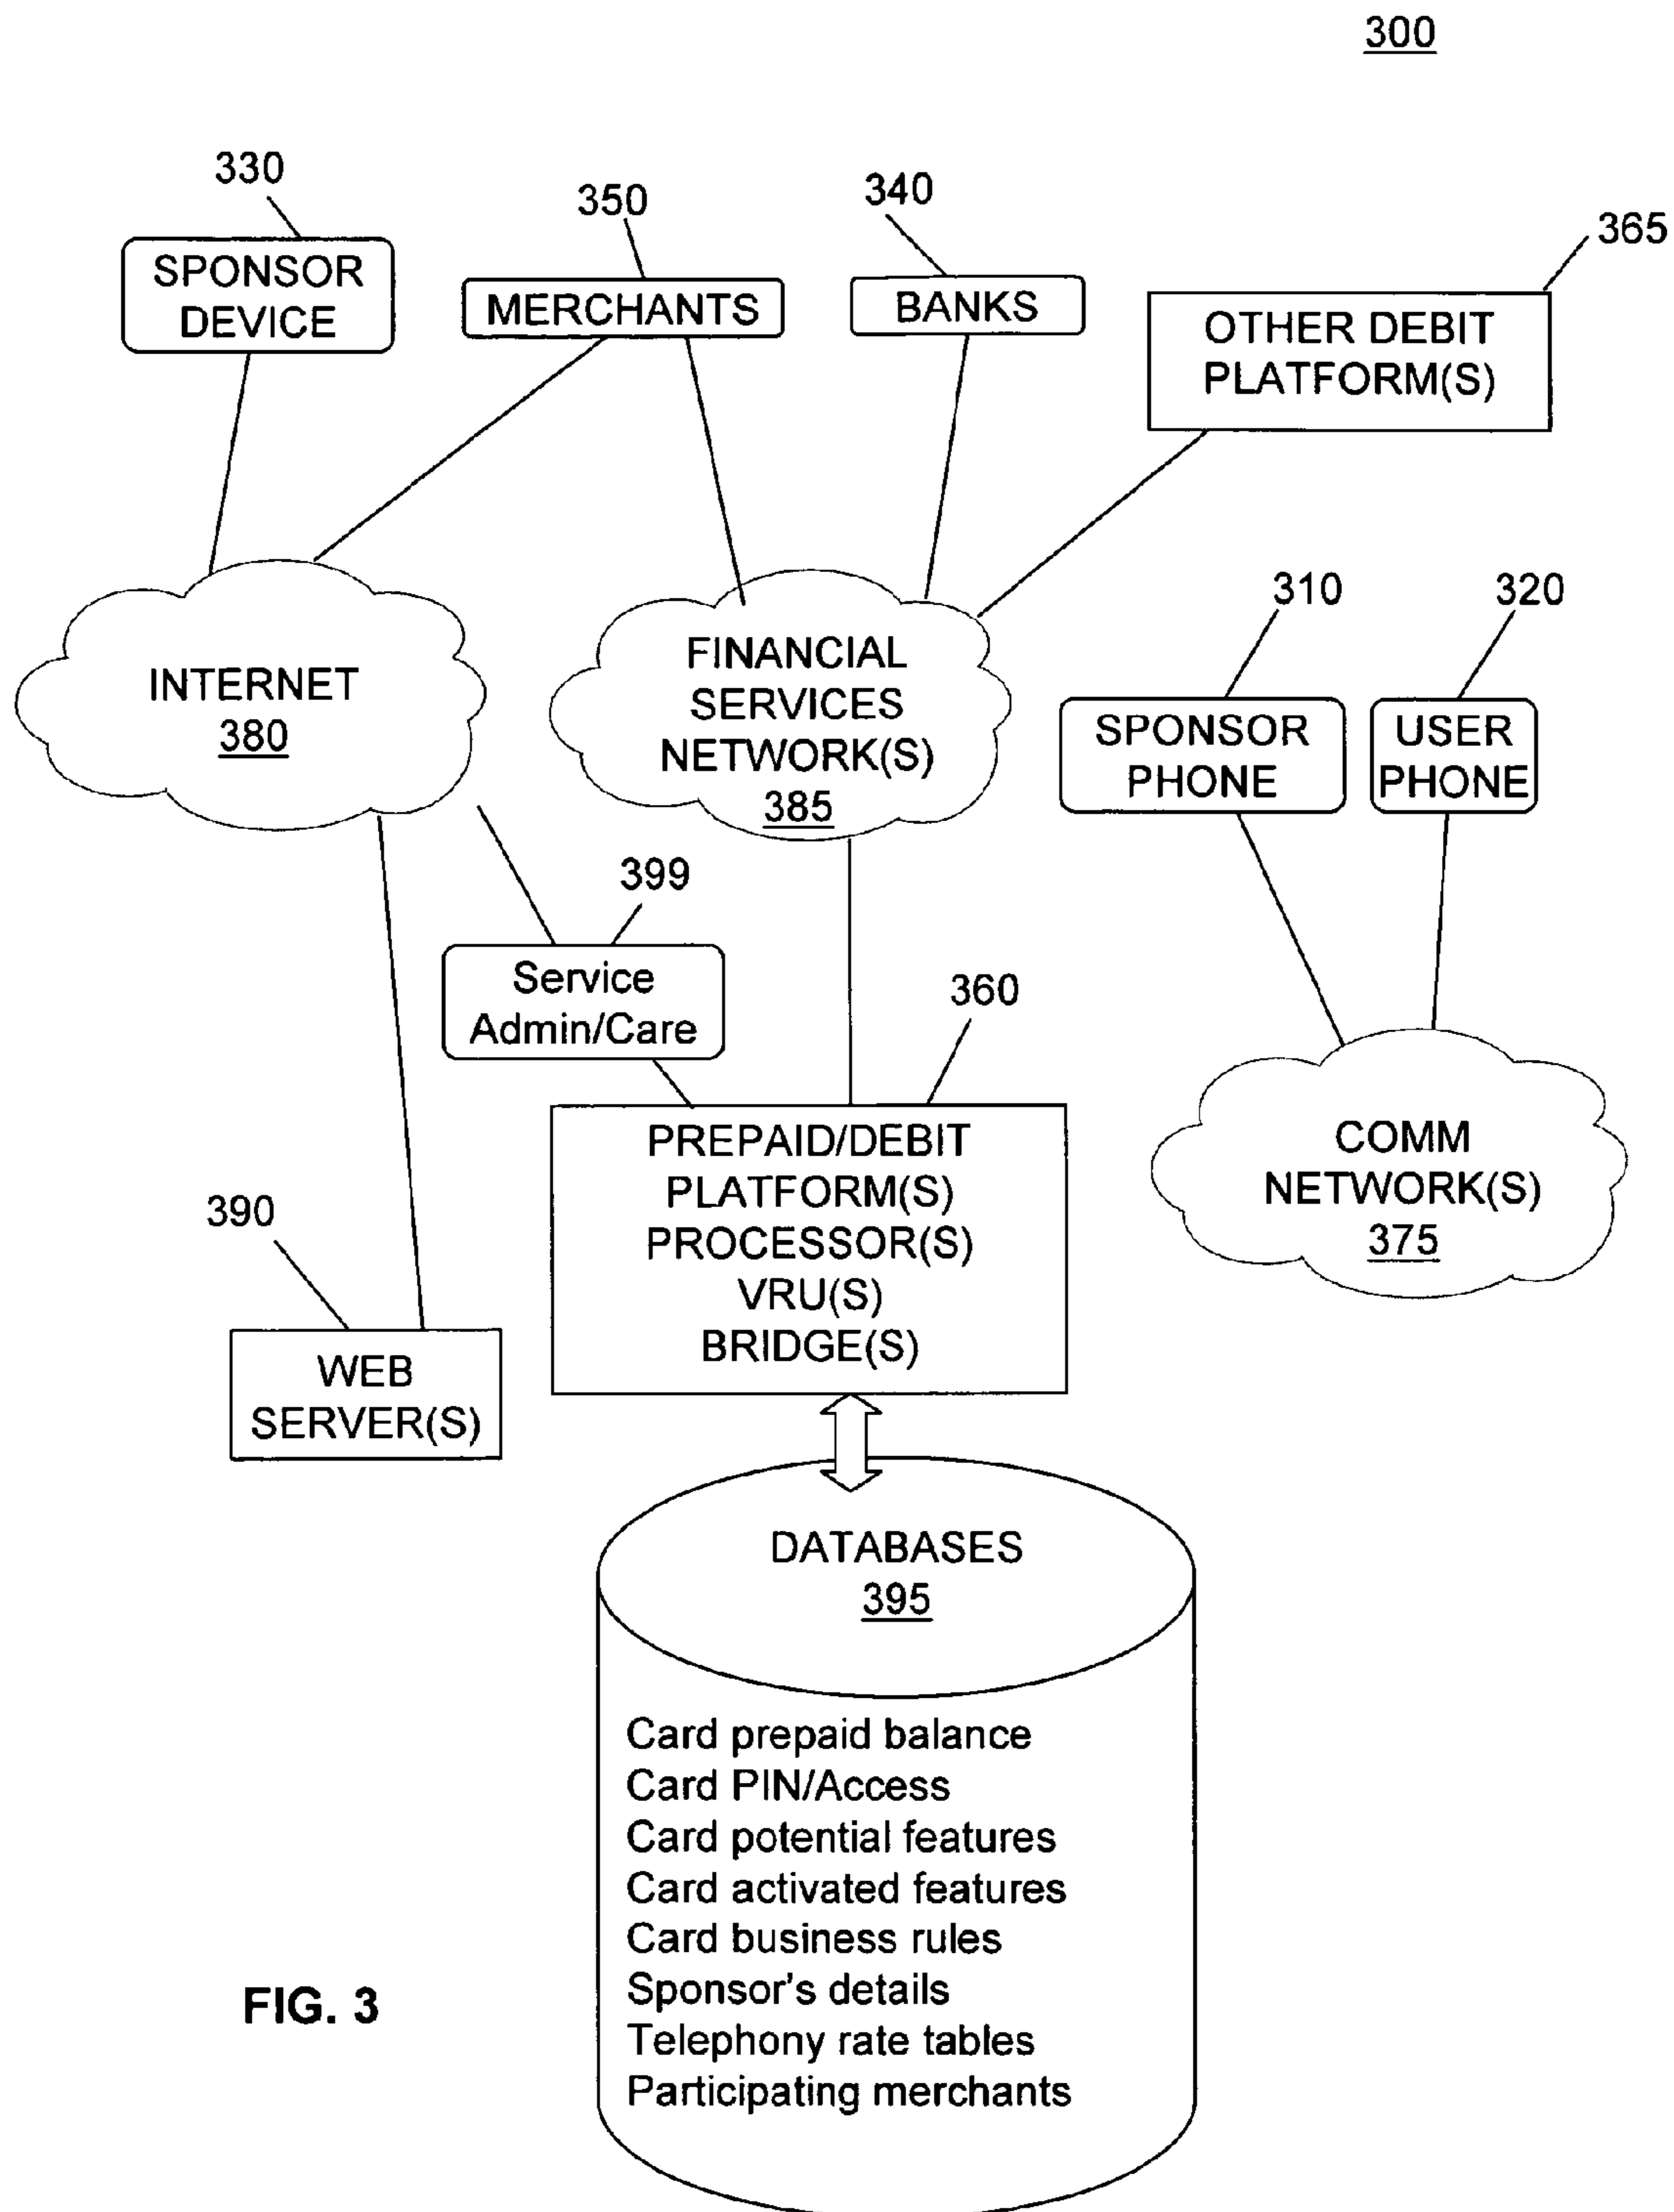 300
330
350
340
365
SPONSOR
DEVICE
MERCHANTS
BANKS
OTHER DEBIT
PLATFORM(S)
310
320
INTERNET
380
FINANCIAL
SERVICES
NETWORK(S)
385
SPONSOR
PHONE
USER
PHONE
399
Service
Admin/Care
360
390
PREPAID/DEBIT
PLATFORM(S)
PROCESSOR(S)
VRU(S)
BRIDGE(S)
COMM
NETWORK(S)
375
WEB
SERVER(S)
DATABASES
395
Card prepaid balance
Card PIN/Access
Card potential features
Card activated features
Card business rules
Sponsor's details
Telephony rate tables
Participating merchants
FIG. 3